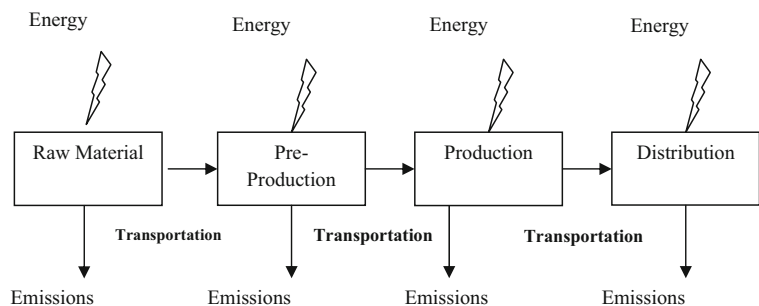 Energy Energy Energy Energy
Raw Material Pre- Production Distribution
Production
Transportation Transportation Transportation
Emissions Emissions Emissions Emissions